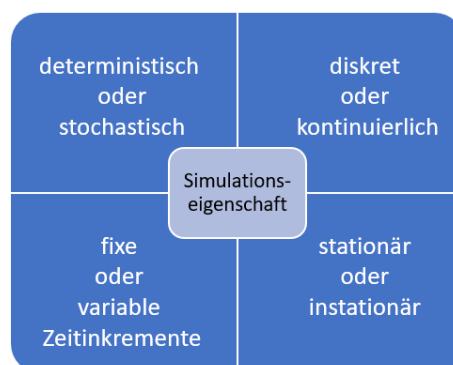 deterministisch
oder
stochastisch
diskret
oder
kontinuierlich
Simulations-
eigenschaft
fixe
oder
variable
Zeitinkremente
stationär
oder
instationär